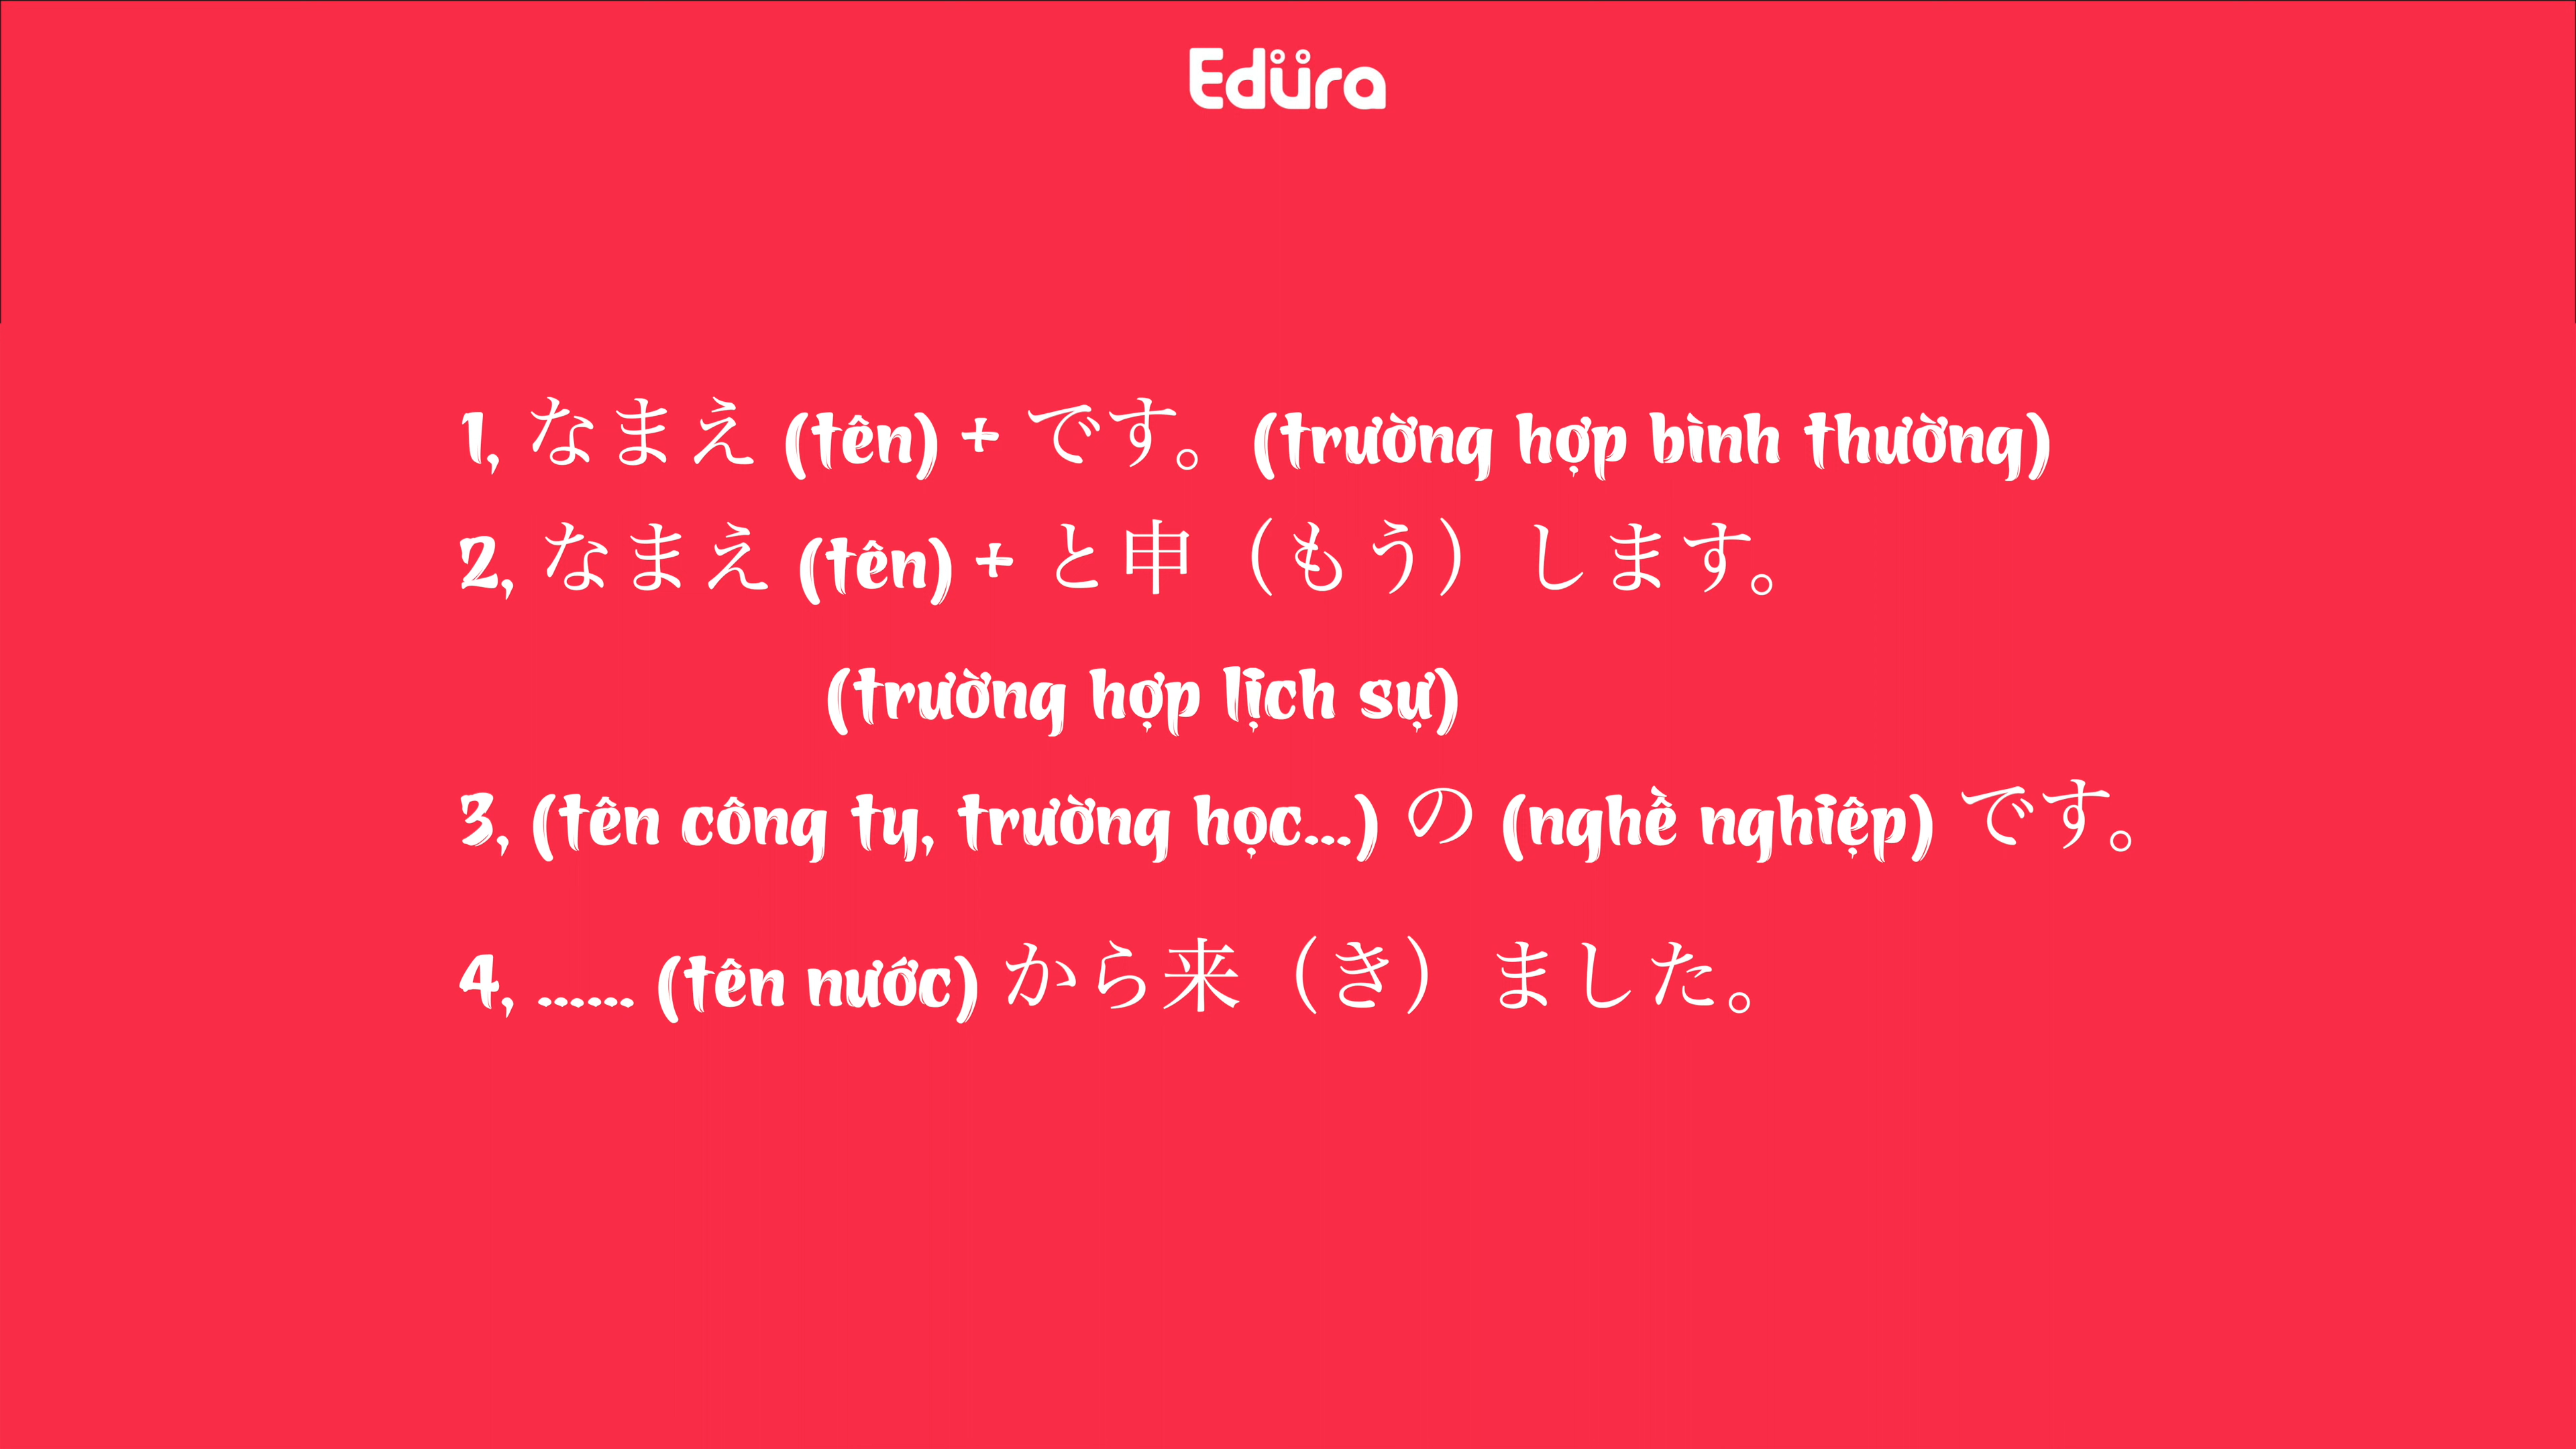 Edüra
1, なまえ (tên) + です。(trường hợp bình thường)
2, なまえ (tên) + と申（もう）します。
(trường hợp lịch sự)
3, (tên công ty, trường học...) の (nghề nghiệp) です。
4, ...... (tên nước) から来（き）ました。